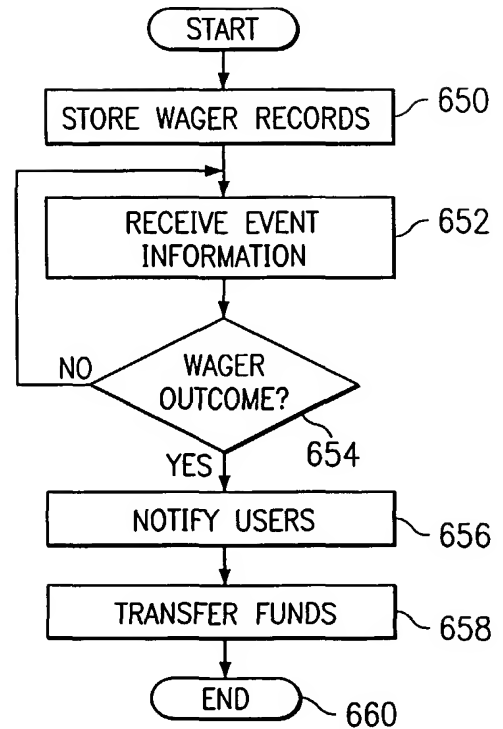 START
STORE WAGER RECORDS
650
RECEIVE EVENT
INFORMATION
652
WAGER
OUTCOME?
NO
654
YES
NOTIFY USERS
656
TRANSFER FUNDS
658
END
660